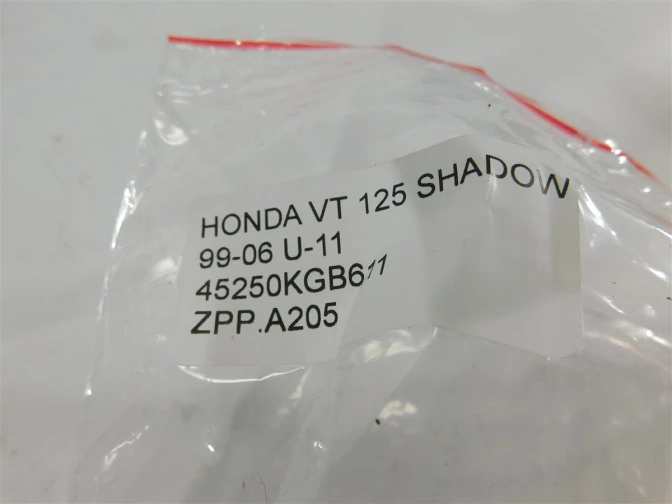 HONDA VT 125 SHADOW
99-06 U-11
45250KGB611
ZPP.A205